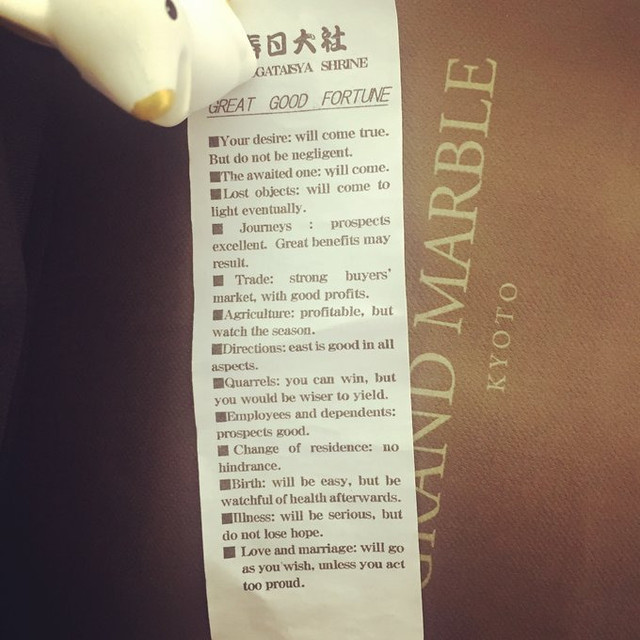 日大社
GATAISYA SHRINE
GREAT GOOD FORTUNE
■Your desire: will come true.
But do not be negligent.
■The awaited one: will come.
■Lost objects: will come to
light eventually.
■ Journeys : prospects
excellent. Great benefits may
result.
■ Trade: strong buyers'
market, with good profits.
■Agriculture: profitable, but
watch the season.
■Directions: east is good in all
aspects.
■Quarrels: you can win, but
you would be wiser to yield.
■Employees and dependents:
prospects good.
■ Change of residence: no
hindrance.
■Birth: will be easy, but be
watchful of health afterwards.
■Illness: will be serious, but
do not lose hope.
■ Love and marriage: will go
as you wish, unless you act
too proud.
GRAND MARBLE
KYOTO